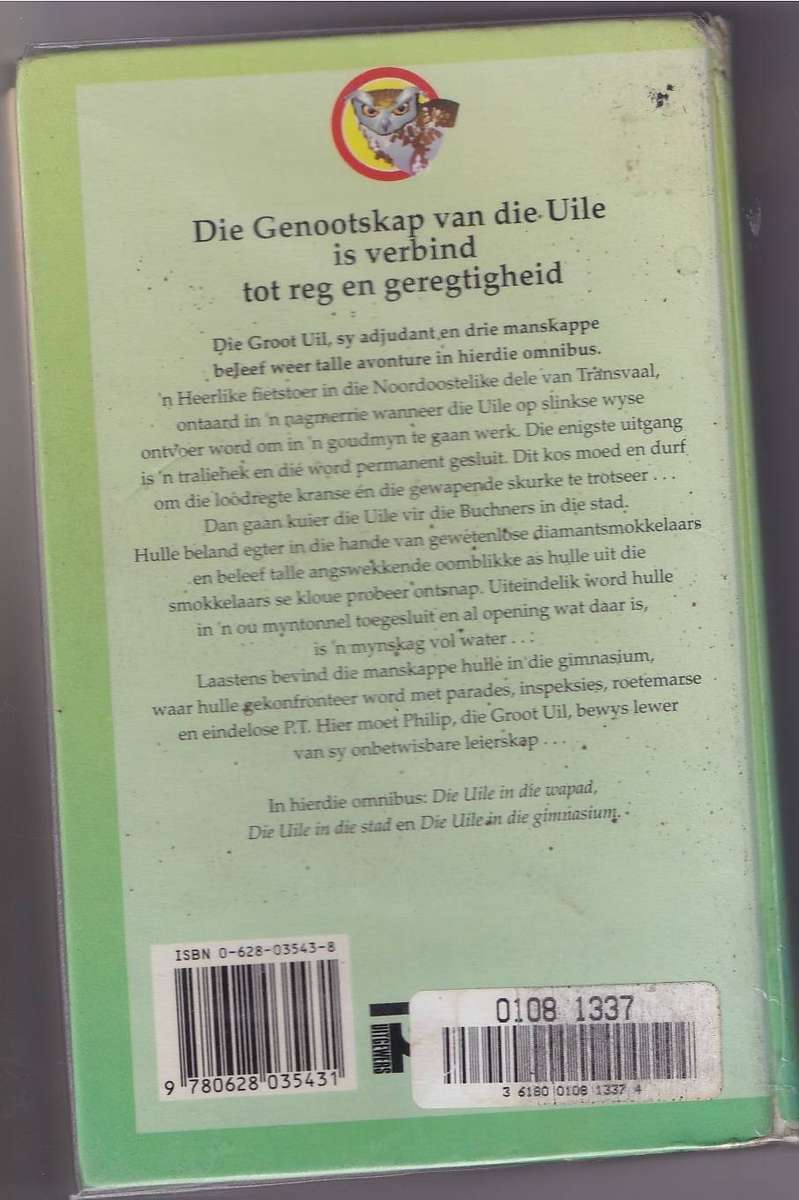 Die Genootskap van die Uile
is verbind
tot reg en geregtigheid
Die Groot Uil, sy adjudant en drie manskappe
beleef weer talle avonture in hierdie omnibus.
'n Heerlike fietstoer in die Noordoostelike dele van Transvaal,
ontaard in 'n nagmerrie wanneer die Uile op slinkse wyse
ontvoer word om in 'n goudmyn te gaan werk. Die enigste uitgang
is 'n traliehek en dié word permanent gesluit. Dit kos moed en durf
om die loodregte kranse én die gewapende skurke te trotseer . . .
Dan gaan kuier die Uile vir die Buchners in die stad.
Hulle beland egter in die hande van gewetenlose diamantsmokkelaars
en beleef talle angswekkende oomblikke as hulle uit die
smokkelaars se kloue probeer ontsnap. Uiteindelik word hulle
in 'n ou myntonnel toegesluit en al opening wat daar is,
is 'n mynskag vol water . . .
Laastens bevind die manskappe hulle in die gimnasium,
waar hulle gekonfronteer word met parades, inspeksies, roetemarse
en eindelose P.T. Hier moet Philip, die Groot Uil, bewys lewer
van sy onbetwisbare leierskap . . .
In hierdie omnibus: Die Uile in die wapad,
Die Uile in die stad en Die Uile in die gimnasium.
ISBN 0-628-03543-8
9 780628 035431
UITGEWERS
0108 1337
3 6180 0108 1337 4